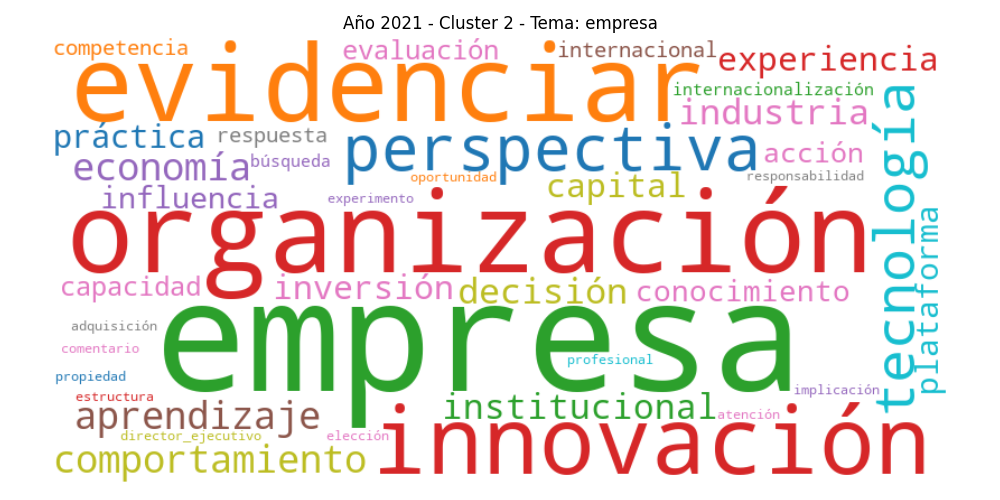 Año 2021 - Cluster 2 - Tema: empresa
competencia
evidenciar
evaluación
internacional
experiencia
internacionalización
industria
práctica
respuesta
perspectiva
tecnología
economía
búsqueda
acción
oportunidad
capital
responsabilidad
influencia
experimento
organización
plataforma
capacidad
inversión
decisión
conocimiento
adquisición
empresa
comentario
profesional
propiedad
estructura
implicación
aprendizaje
institucional
atención
director_ejecutivo
elección
innovación
comportamiento